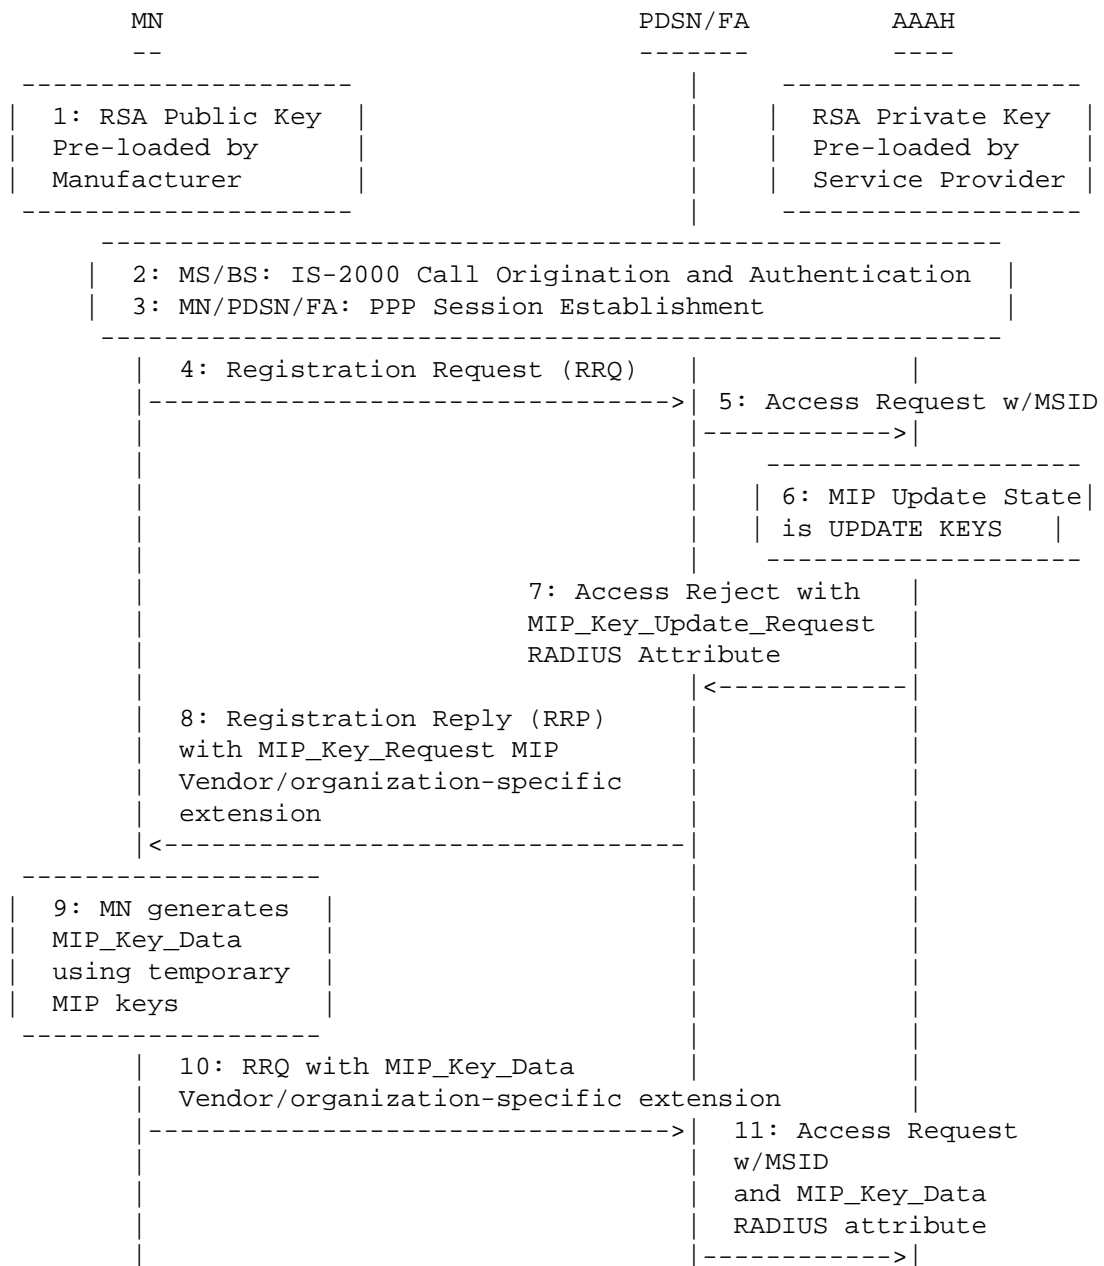 MN PDSN/FA AAAH
-- ------- ----
1: RSA Public Key RSA Private Key
Pre-loaded by Pre-loaded by
Manufacturer Service Provider
2: MS/BS: IS-2000 Call Origination and Authentication
3: MN/PDSN/FA: PPP Session Establishment
4: Registration Request (RRQ)
5: Access Request w/MSID
6: MIP Update State
is UPDATE KEYS
7: Access Reject with
MIP_Key_Update_Request
RADIUS Attribute
8: Registration Reply (RRP)
with MIP_Key_Request MIP
Vendor/organization-specific
extension
9: MN generates
MIP_Key_Data
using temporary
MIP keys
10: RRQ with MIP_Key_Data
Vendor/organization-specific extension
11: Access Request
w/MSID
and MIP_Key_Data
RADIUS attribute